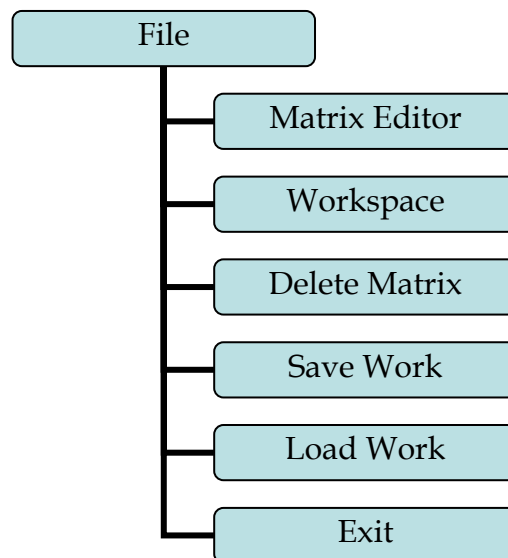 File
Matrix Editor
Workspace
Delete Matrix
Save Work
Load Work
Exit